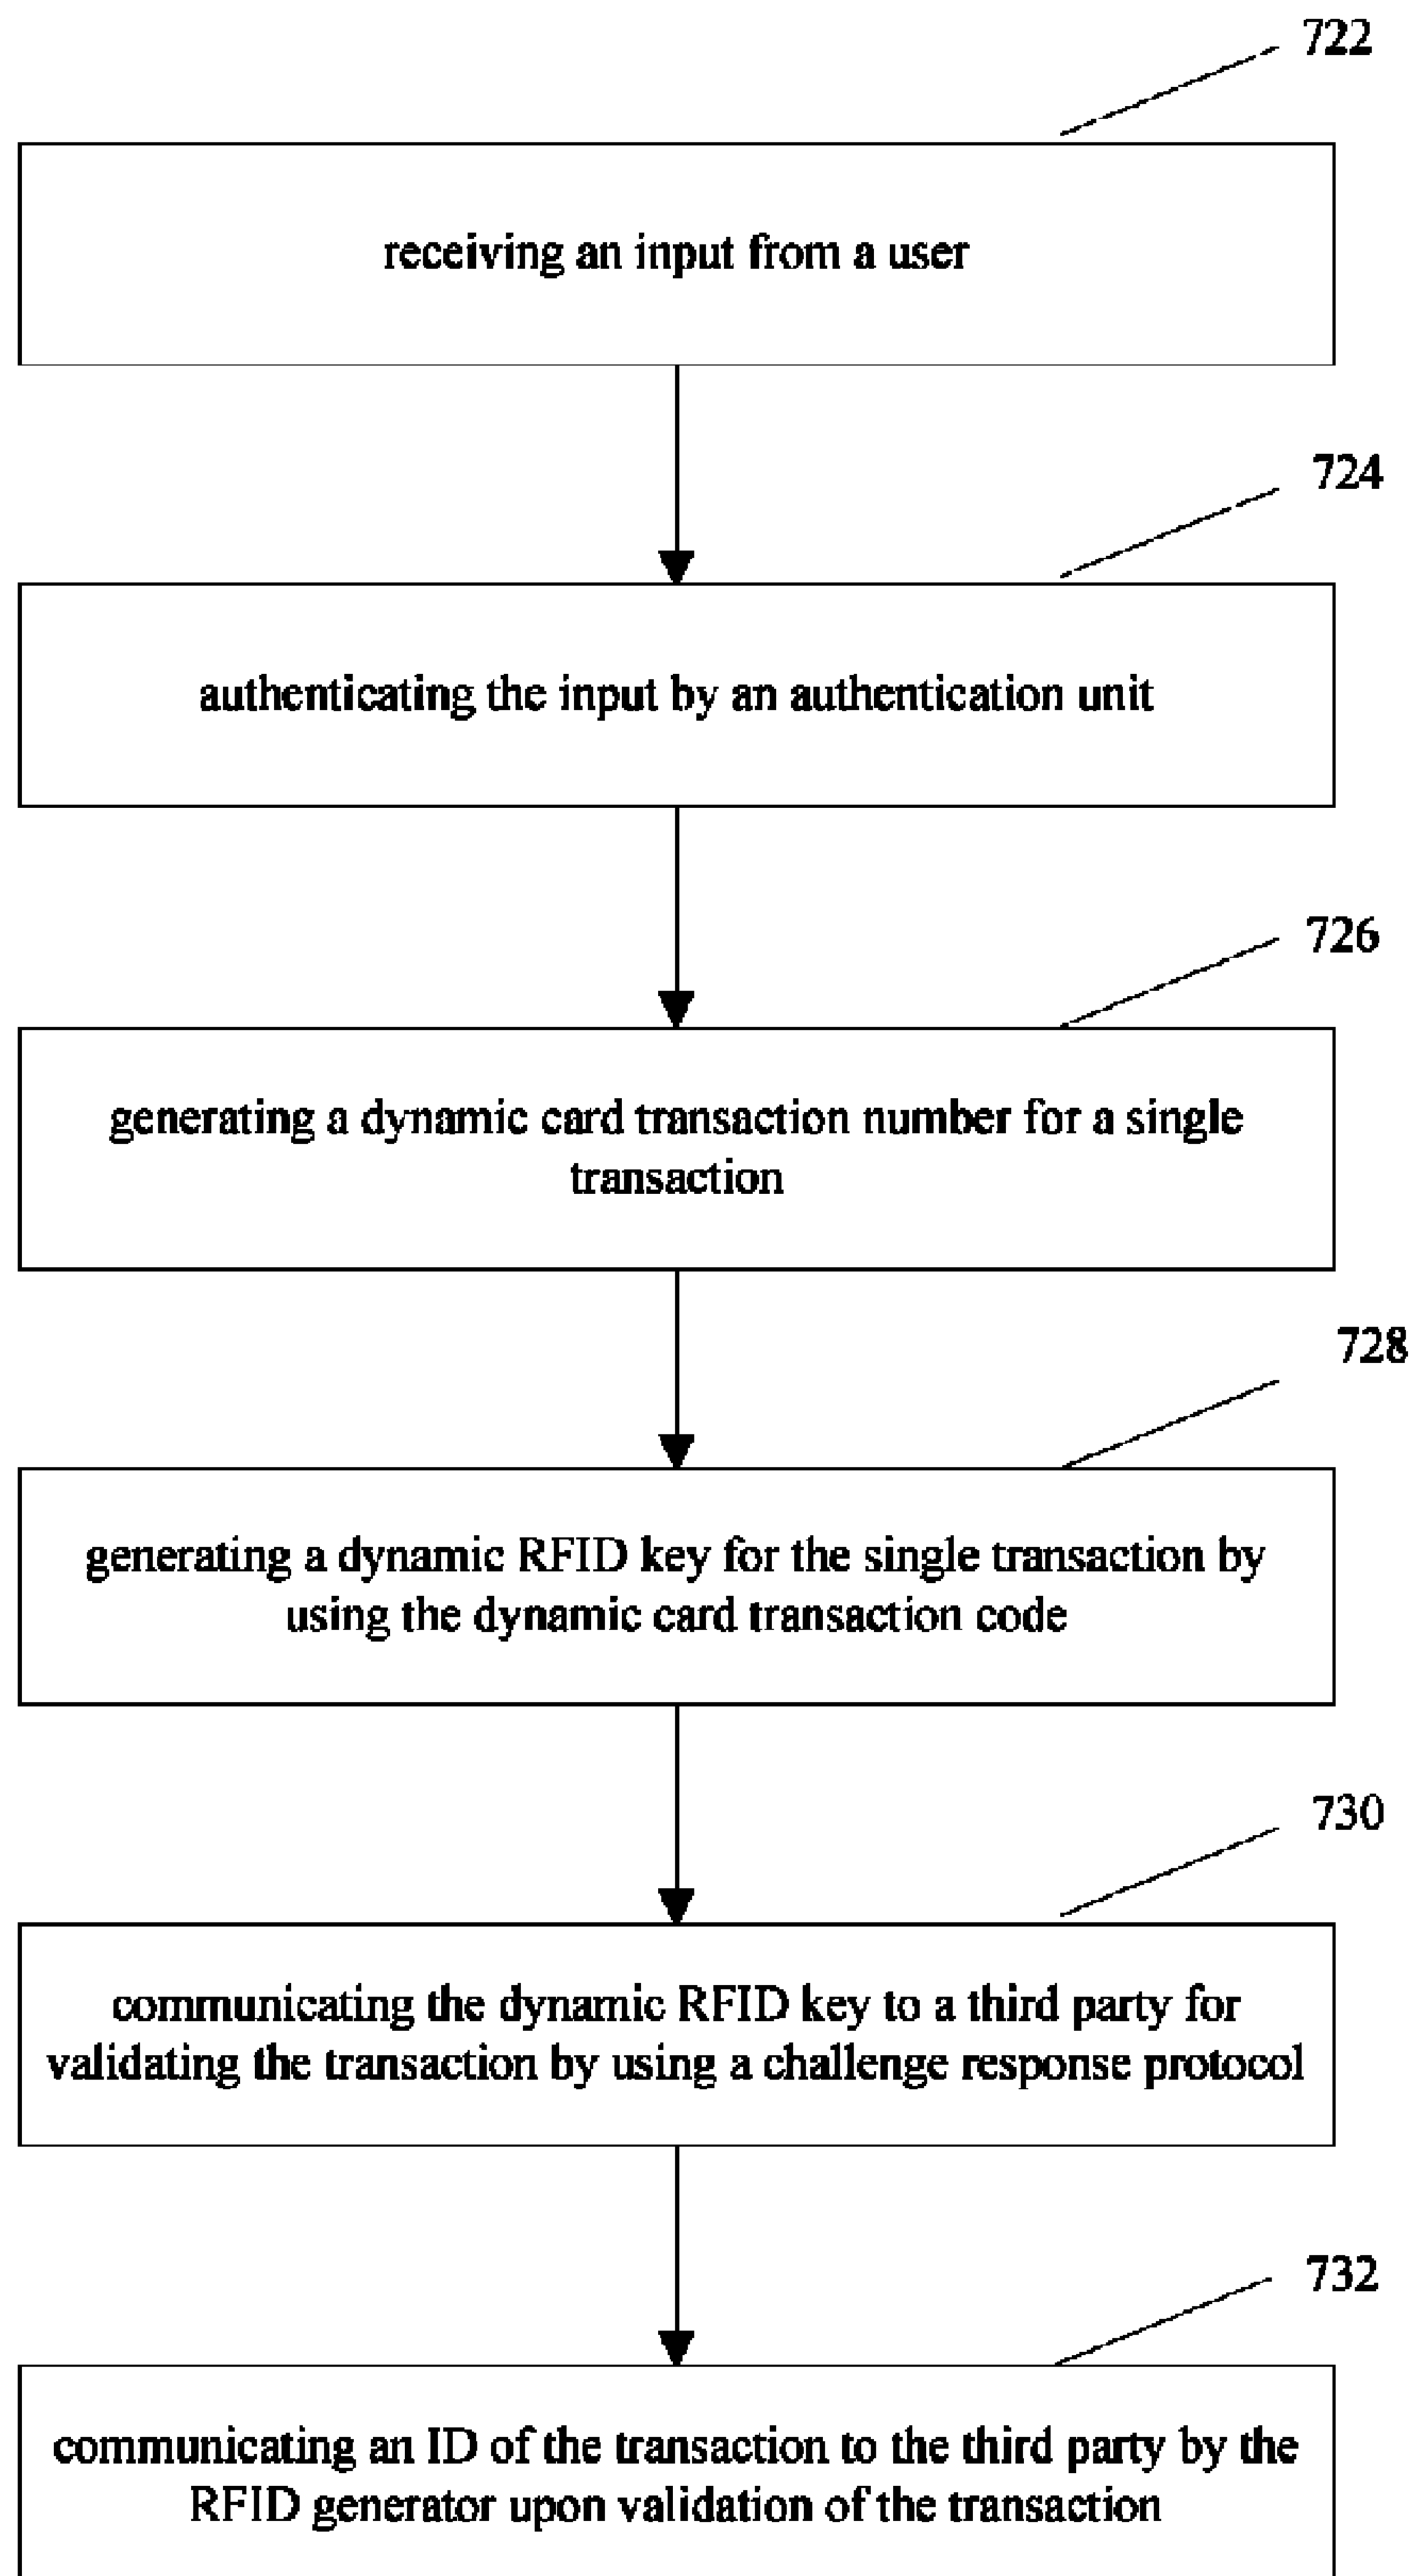 722
receiving an input from a user
724
authenticating the input by an authentication unit
726
generating a dynamic card transaction number for a single
transaction
728
generating a dynamic RFID key for the single transaction by
using the dynamic card transaction code
730
communicating the dynamic RFID key to a third party for
validating the transaction by using a challenge response protocol
732
communicating an ID of the transaction to the third party by the
RFID generator upon validation of the transaction